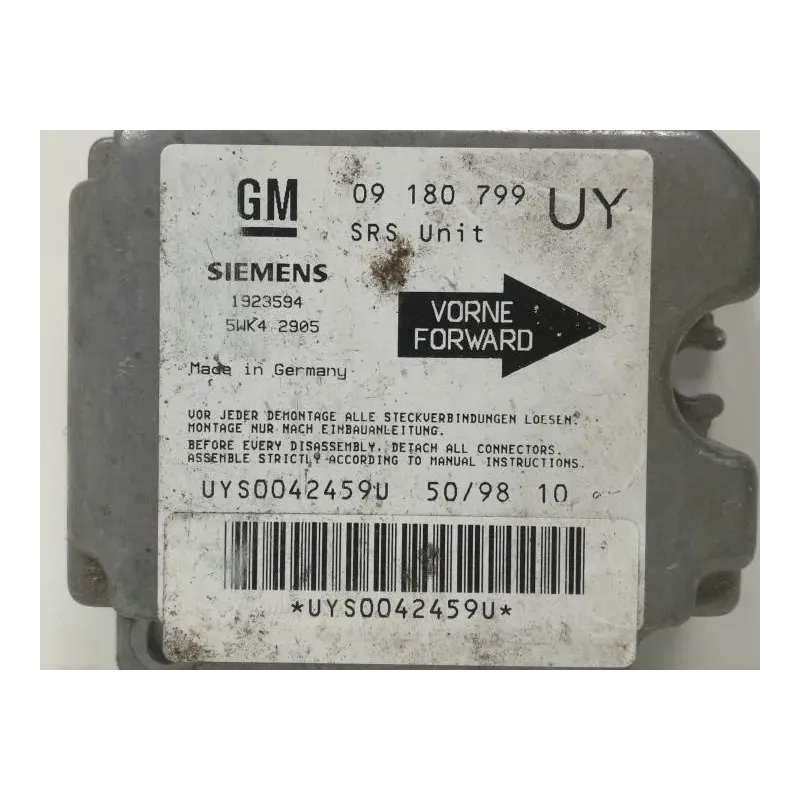 GM 09 180 799 UY
SRS Unit
SIEMENS
1923594
5WK4 2905
VORNE
FORWARD
Made in Germany
VOR JEDER DEMONTAGE ALLE STECKVERBINDUNGEN LOESEN.
MONTAGE NUR NACH EINBAUANLEITUNG.
BEFORE EVERY DISASSEMBLY, DETACH ALL CONNECTORS.
ASSEMBLE STRICTLY ACCORDING TO MANUAL INSTRUCTIONS.
UYS0042459U 50/98 10
*UYS0042459U*